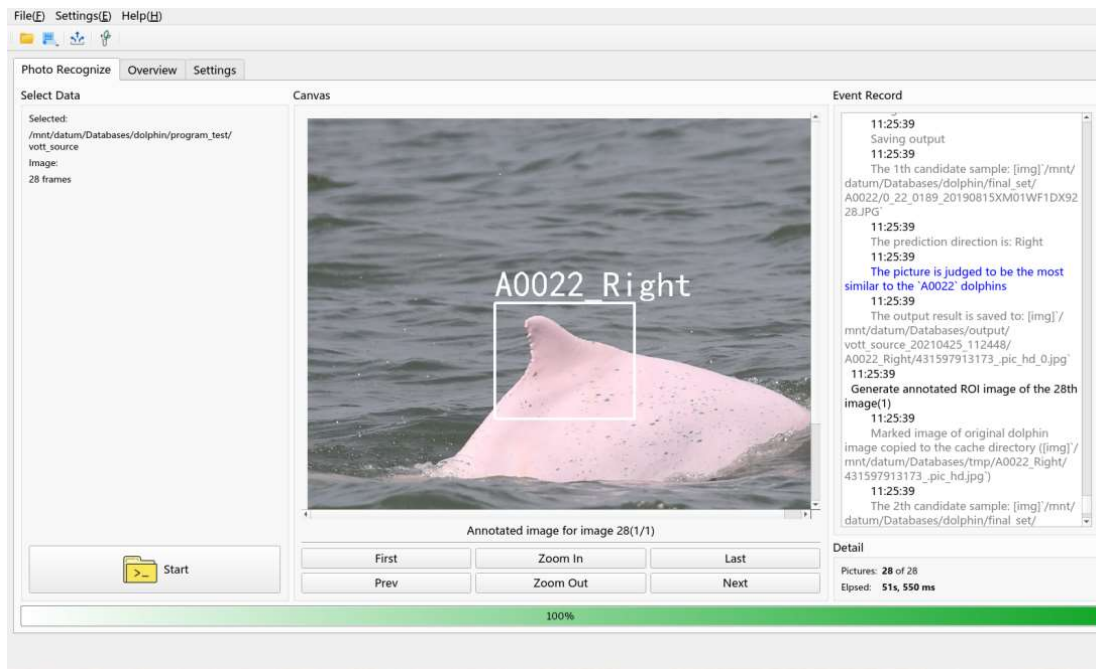 File(F) Settings(E) Help(H)
Photo Recognize Overview Settings
Select Data
Selected:
/mnt/datum/Databases/dolphin/program_test/
vott_source
Image:
28 frames
Start
Canvas
A0022_Right
Annotated image for image 28(1/1)
First Zoom In Last
Prev Zoom Out Next
Event Record
11:25:39
Saving output
11:25:39
The 1th candidate sample: [img]`/mnt/
datum/Databases/dolphin/final_set/
A0022/0_22_0189_20190815XM01WF1DX92
28.JPG`
11:25:39
The prediction direction is: Right
11:25:39
The picture is judged to be the most
similar to the `A0022` dolphins
11:25:39
The output result is saved to: [img]`/
mnt/datum/Databases/output/
vott_source_20210425_112448/
A0022_Right/431597913173_.pic_hd_0.jpg`
11:25:39
Generate annotated ROI image of the 28th
image(1)
11:25:39
Marked image of original dolphin
image copied to the cache directory ([img]`/
mnt/datum/Databases/tmp/A0022_Right/
431597913173_.pic_hd.jpg`)
11:25:39
The 2th candidate sample: [img]`/mnt/
datum/Databases/dolphin/final_set/
Detail
Pictures: 28 of 28
Elpsed: 51s, 550 ms
100%